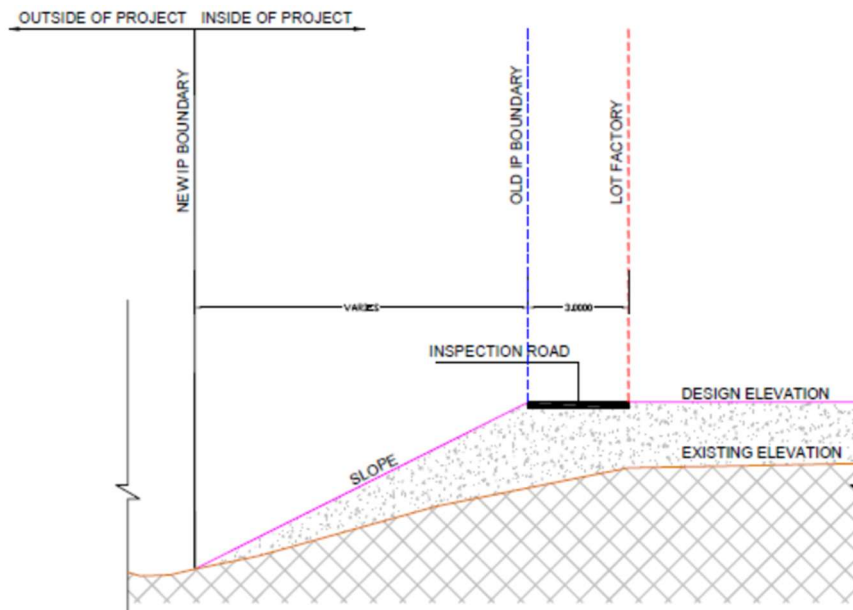 OUTSIDE OF PROJECT
INSIDE OF PROJECT
NEW IP BOUNDARY
OLD IP BOUNDARY
LOT FACTORY
VARIES
3.0000
INSPECTION ROAD
DESIGN ELEVATION
EXISTING ELEVATION
SLOPE